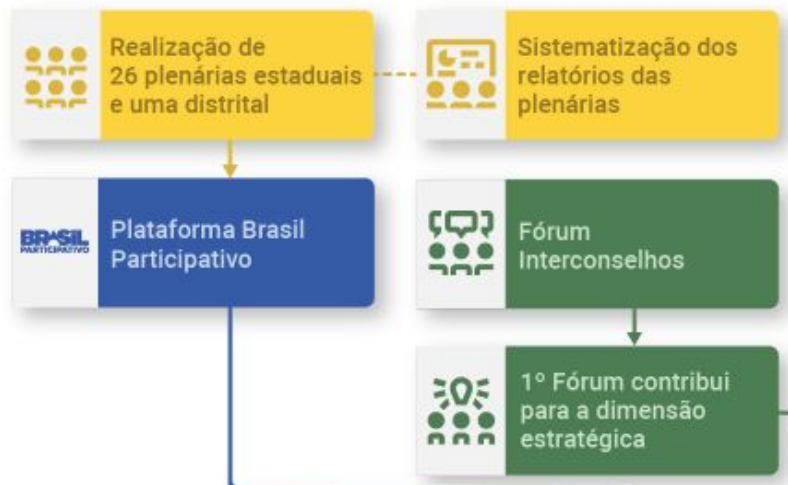 Realização de
26 plenárias estaduais
e uma distrital
Sistematização dos
relatórios das
plenárias
BRASIL
PARTICIPATIVO
Plataforma Brasil
Participativo
Fórum
Interconselhos
1º Fórum contribui
para a dimensão
estratégica